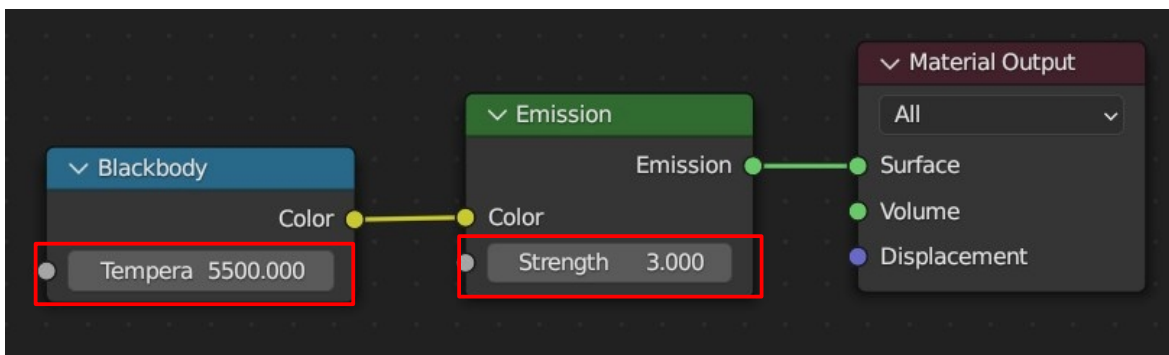 Blackbody
Color
Tempera 5500.000
Emission
Emission
Color
Strength 3.000
Material Output
All
Surface
Volume
Displacement